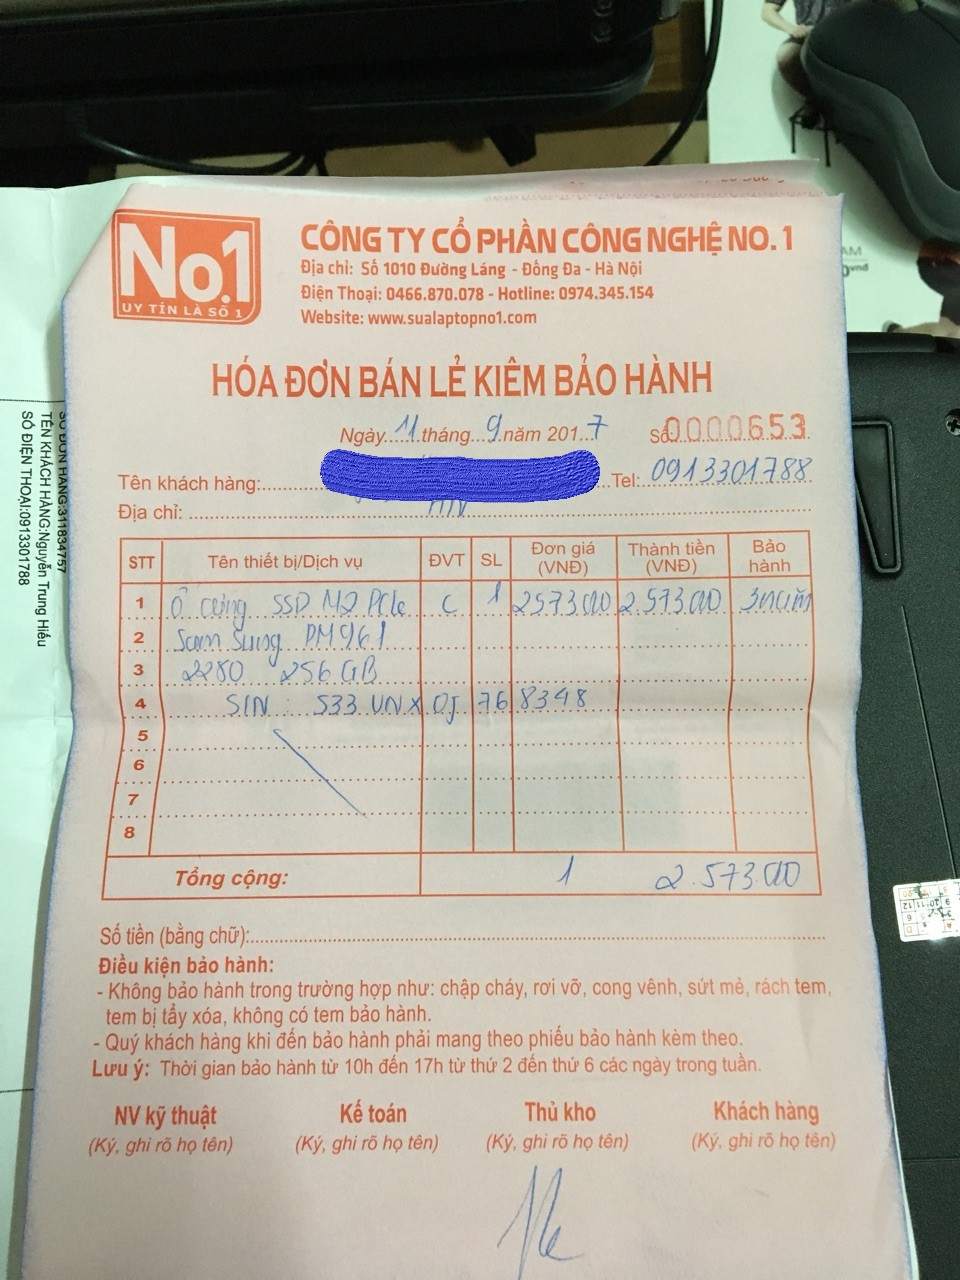 No.1
UY TÍN LÀ SỐ 1
CÔNG TY CỔ PHẦN CÔNG NGHỆ NO. 1
Địa chỉ: Số 1010 Đường Láng - Đống Đa - Hà Nội
Điện Thoại: 0466.870.078 - Hotline: 0974.345.154
Website: www.sualaptopno1.com
HÓA ĐƠN BÁN LẺ KIÊM BẢO HÀNH
Ngày 11 tháng 9 năm 2017 Số 0000653
Tên khách hàng: Tel: 0913301788
Địa chỉ: HN
STT Tên thiết bị/Dịch vụ ĐVT SL Đơn giá (VNĐ) Thành tiền (VNĐ) Bảo hành
1 Ổ cứng SSD M2 PCIe C 1 2573.000 2.573.000 3 năm
2 Sam Sung PM961
3 2280 256 GB
4 S/N : S33 UNX 0J 768348
5
6
7
8
Tổng cộng: 1 2.573.000
Số tiền (bằng chữ):
Điều kiện bảo hành:
- Không bảo hành trong trường hợp như: chập cháy, rơi vỡ, cong vênh, sứt mẻ, rách tem,
tem bị tẩy xóa, không có tem bảo hành.
- Quý khách hàng khi đến bảo hành phải mang theo phiếu bảo hành kèm theo.
Lưu ý: Thời gian bảo hành từ 10h đến 17h từ thứ 2 đến thứ 6 các ngày trong tuần.
NV kỹ thuật Kế toán Thủ kho Khách hàng
(Ký, ghi rõ họ tên) (Ký, ghi rõ họ tên) (Ký, ghi rõ họ tên) (Ký, ghi rõ họ tên)
SỐ ĐƠN HÀNG:311834757
TÊN KHÁCH HÀNG:Nguyễn Trung Hiếu
SỐ ĐIỆN THOẠI:0913301788